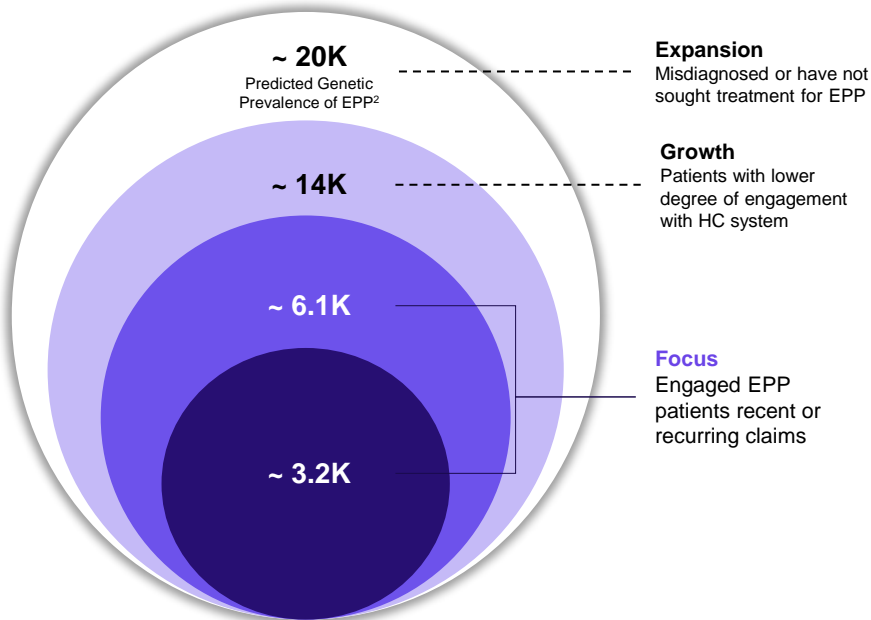 ~ 20K
Predicted Genetic
Prevalence of EPP²
Expansion
Misdiagnosed or have not
sought treatment for EPP
~ 14K
Growth
Patients with lower
degree of engagement
with HC system
~ 6.1K
~ 3.2K
Focus
Engaged EPP
patients recent or
recurring claims